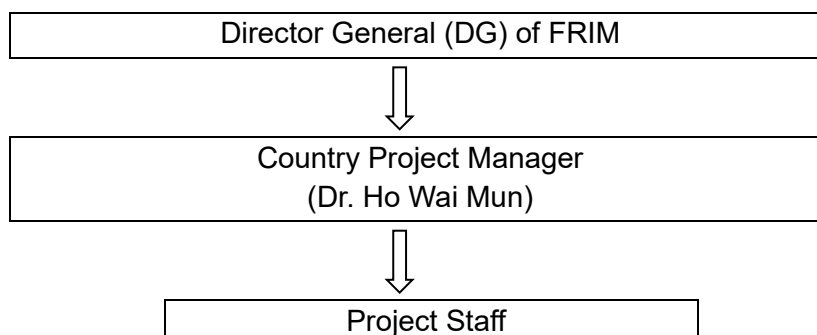 Director General (DG) of FRIM
Country Project Manager
(Dr. Ho Wai Mun)
Project Staff